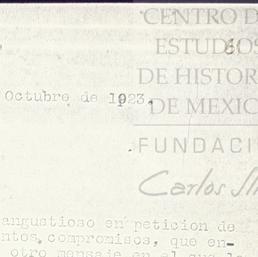 CENTRO D
ESTUDIOS
DE HISTOR
DE MEXIC
FUNDACI
Carlos Sl
Octubre de 1923.
angustioso en peticion de
ntos, compromisos, que en-
otro mensaje en el que